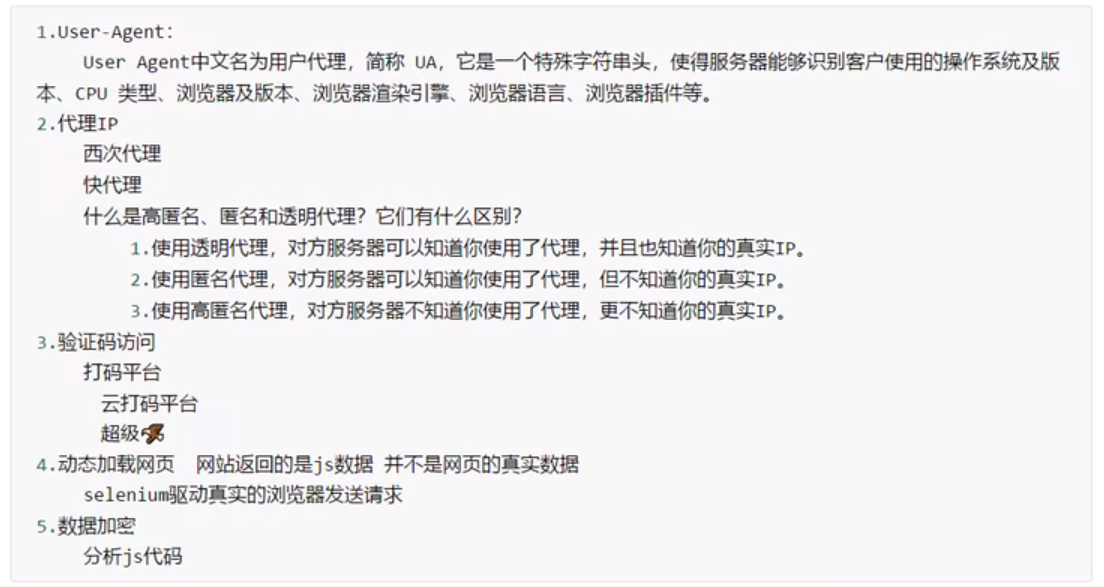 1.User-Agent:
User Agent中文名为用户代理，简称 UA，它是一个特殊字符串头，使得服务器能够识别客户使用的操作系统及版
本、CPU 类型、浏览器及版本、浏览器渲染引擎、浏览器语言、浏览器插件等。
2.代理IP
西次代理
快代理
什么是高匿名、匿名和透明代理？它们有什么区别？
1.使用透明代理，对方服务器可以知道你使用了代理，并且也知道你的真实IP。
2.使用匿名代理，对方服务器可以知道你使用了代理，但不知道你的真实IP。
3.使用高匿名代理，对方服务器不知道你使用了代理，更不知道你的真实IP。
3.验证码访问
打码平台
云打码平台
超级
4.动态加载网页 网站返回的是js数据 并不是网页的真实数据
selenium驱动真实的浏览器发送请求
5.数据加密
分析js代码